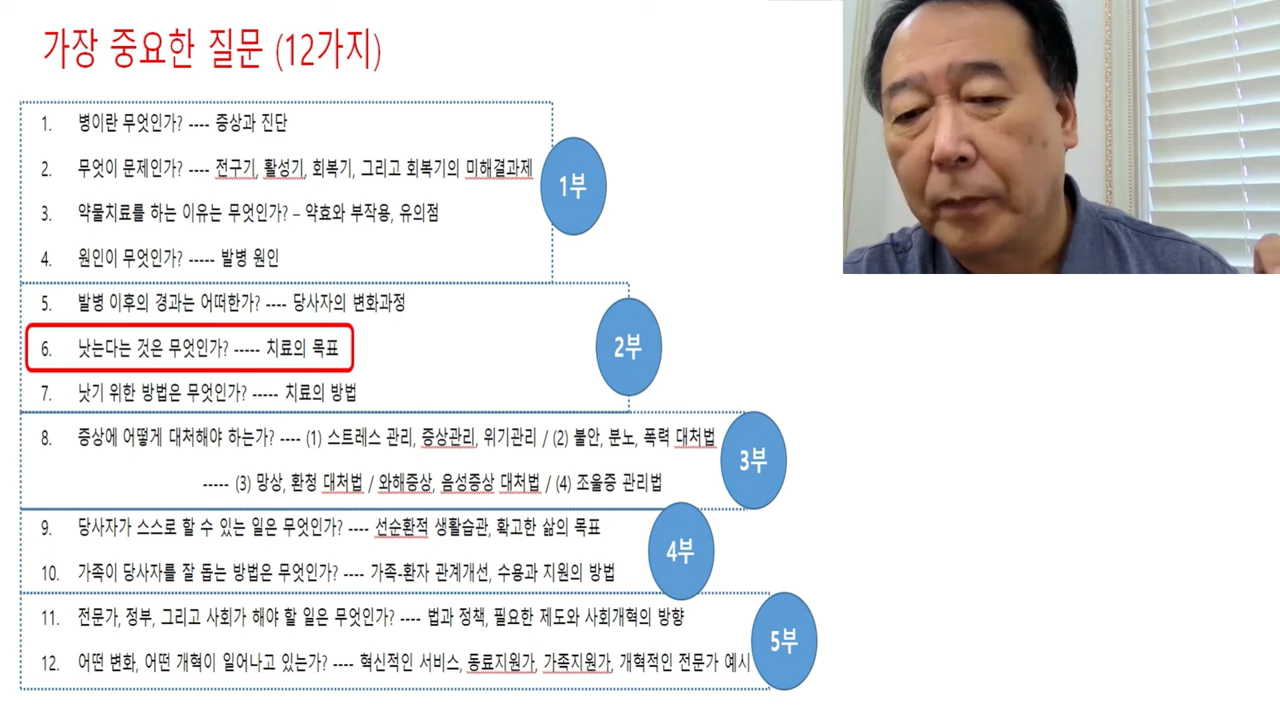 가장 중요한 질문 (12가지)
1. 병이란 무엇인가? ---- 증상과 진단
2. 무엇이 문제인가? ---- 전구기, 활성기, 회복기, 그리고 회복기의 미해결과제
3. 약물치료를 하는 이유는 무엇인가? – 약효와 부작용, 유의점
4. 원인이 무엇인가? ----- 발병 원인
1부
5. 발병 이후의 경과는 어떠한가? ---- 당사자의 변화과정
6. 낫는다는 것은 무엇인가? ----- 치료의 목표
7. 낫기 위한 방법은 무엇인가? ----- 치료의 방법
2부
8. 증상에 어떻게 대처해야 하는가? ---- (1) 스트레스 관리, 증상관리, 위기관리 / (2) 불안, 분노, 폭력 대처법
----- (3) 망상, 환청 대처법 / 와해증상, 음성증상 대처법 / (4) 조울증 관리법
3부
9. 당사자가 스스로 할 수 있는 일은 무엇인가? ---- 선순환적 생활습관, 확고한 삶의 목표
10. 가족이 당사자를 잘 돕는 방법은 무엇인가? ---- 가족-환자 관계개선, 수용과 지원의 방법
4부
11. 전문가, 정부, 그리고 사회가 해야 할 일은 무엇인가? ---- 법과 정책, 필요한 제도와 사회개혁의 방향
12. 어떤 변화, 어떤 개혁이 일어나고 있는가? ---- 혁신적인 서비스, 동료지원가, 가족지원가, 개혁적인 전문가 예시
5부